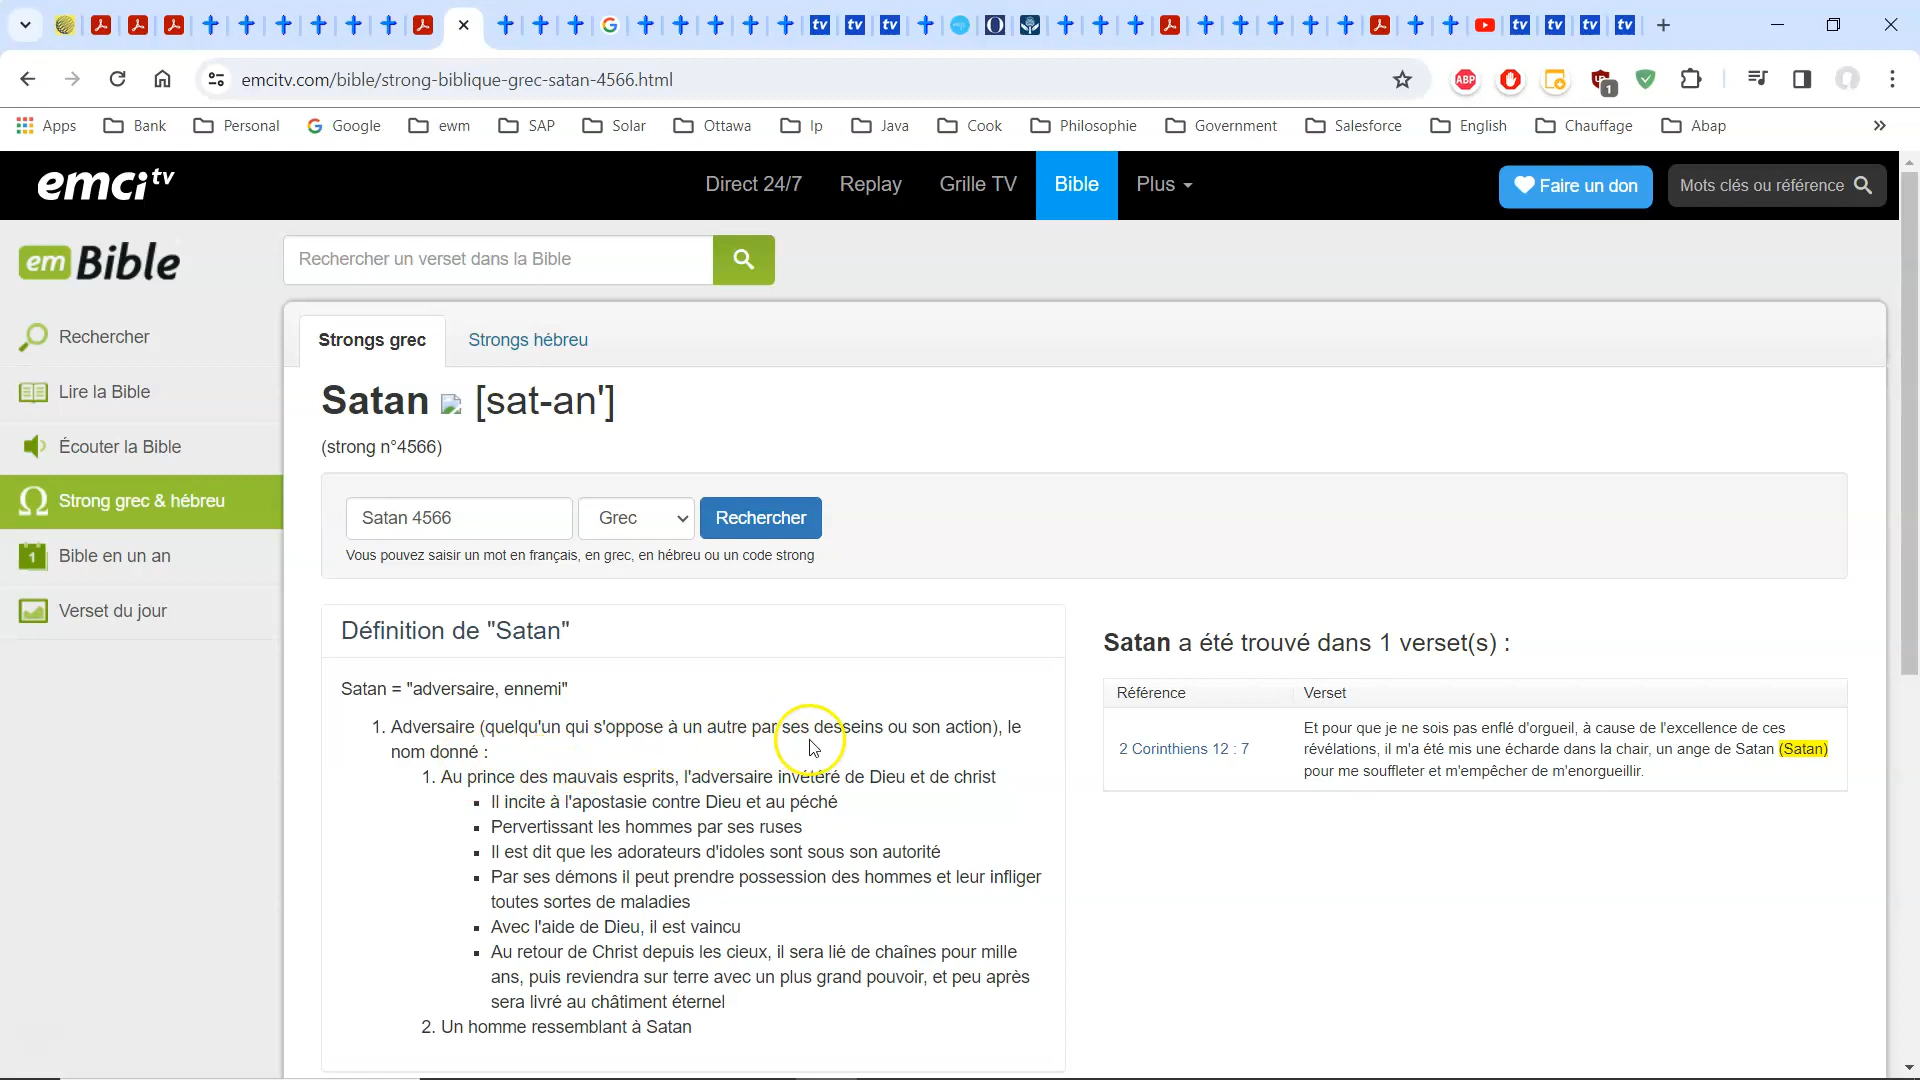 emcitv.com/bible/strong-biblique-grec-satan-4566.html
ABP
1
Apps Bank Personal Google ewm SAP Solar Ottawa Ip Java Cook Philosophie Government Salesforce English Chauffage Abap »
emci tv Direct 24/7 Replay Grille TV Bible Plus Faire un don Mots clés ou référence
em Bible Rechercher un verset dans la Bible
Rechercher
Lire la Bible
Écouter la Bible
Strong grec & hébreu
1 Bible en un an
Verset du jour
Strongs grec Strongs hébreu
Satan [sat-an']
(strong n°4566)
Satan 4566 Grec Rechercher
Vous pouvez saisir un mot en français, en grec, en hébreu ou un code strong
Définition de "Satan"
Satan = "adversaire, ennemi"
1. Adversaire (quelqu'un qui s'oppose à un autre par ses desseins ou son action), le
nom donné :
1. Au prince des mauvais esprits, l'adversaire invétéré de Dieu et de christ
▪ Il incite à l'apostasie contre Dieu et au péché
▪ Pervertissant les hommes par ses ruses
▪ Il est dit que les adorateurs d'idoles sont sous son autorité
▪ Par ses démons il peut prendre possession des hommes et leur infliger
toutes sortes de maladies
▪ Avec l'aide de Dieu, il est vaincu
▪ Au retour de Christ depuis les cieux, il sera lié de chaînes pour mille
ans, puis reviendra sur terre avec un plus grand pouvoir, et peu après
sera livré au châtiment éternel
2. Un homme ressemblant à Satan
Satan a été trouvé dans 1 verset(s) :
Référence Verset
2 Corinthiens 12 : 7
Et pour que je ne sois pas enflé d'orgueil, à cause de l'excellence de ces
révélations, il m'a été mis une écharde dans la chair, un ange de Satan (Satan)
pour me souffleter et m'empêcher de m'enorgueillir.